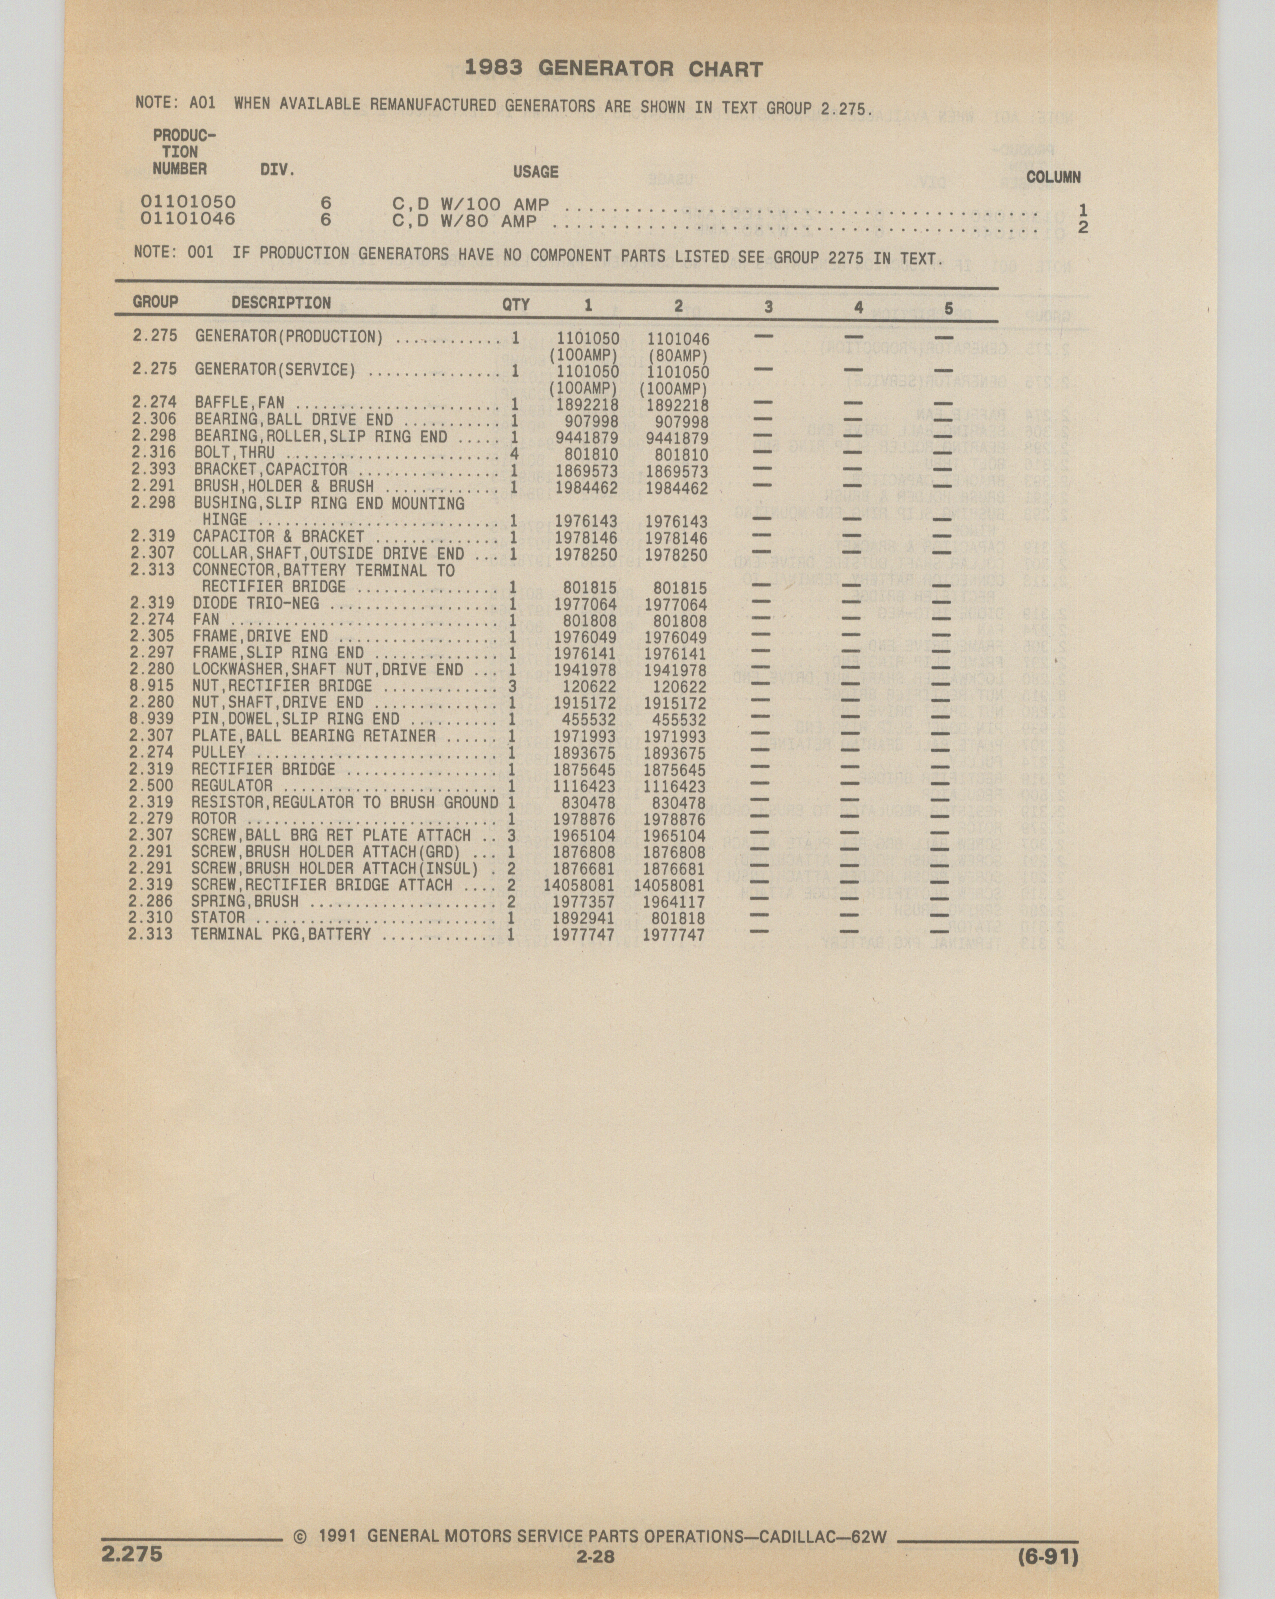 1983 GENERATOR CHART
NOTE: A01 WHEN AVAILABLE REMANUFACTURED GENERATORS ARE SHOWN IN TEXT GROUP 2.275.
PRODUC-
TION
NUMBER DIV. USAGE COLUMN
01101050 6 C,D W/100 AMP ........................................ 1
01101046 6 C,D W/80 AMP ......................................... 2
NOTE: 001 IF PRODUCTION GENERATORS HAVE NO COMPONENT PARTS LISTED SEE GROUP 2275 IN TEXT.
GROUP DESCRIPTION QTY 1 2 3 4 5
2.275 GENERATOR(PRODUCTION) ............ 1 1101050 1101046 — — —
(100AMP) (80AMP)
2.275 GENERATOR(SERVICE) ............... 1 1101050 1101050 — — —
(100AMP) (100AMP)
2.274 BAFFLE,FAN ....................... 1 1892218 1892218 — — —
2.306 BEARING,BALL DRIVE END ........... 1 907998 907998 — — —
2.298 BEARING,ROLLER,SLIP RING END ..... 1 9441879 9441879 — — —
2.316 BOLT,THRU ........................ 4 801810 801810 — — —
2.393 BRACKET,CAPACITOR ................ 1 1869573 1869573 — — —
2.291 BRUSH,HOLDER & BRUSH ............. 1 1984462 1984462 — — —
2.298 BUSHING,SLIP RING END MOUNTING
HINGE ........................... 1 1976143 1976143 — — —
2.319 CAPACITOR & BRACKET .............. 1 1978146 1978146 — — —
2.307 COLLAR,SHAFT,OUTSIDE DRIVE END ... 1 1978250 1978250 — — —
2.313 CONNECTOR,BATTERY TERMINAL TO
RECTIFIER BRIDGE ................ 1 801815 801815 — — —
2.319 DIODE TRIO-NEG ................... 1 1977064 1977064 — — —
2.274 FAN .............................. 1 801808 801808 — — —
2.305 FRAME,DRIVE END .................. 1 1976049 1976049 — — —
2.297 FRAME,SLIP RING END .............. 1 1976141 1976141 — — —
2.280 LOCKWASHER,SHAFT NUT,DRIVE END ... 1 1941978 1941978 — — —
8.915 NUT,RECTIFIER BRIDGE ............. 3 120622 120622 — — —
2.280 NUT,SHAFT,DRIVE END .............. 1 1915172 1915172 — — —
8.939 PIN,DOWEL,SLIP RING END .......... 1 455532 455532 — — —
2.307 PLATE,BALL BEARING RETAINER ...... 1 1971993 1971993 — — —
2.274 PULLEY ........................... 1 1893675 1893675 — — —
2.319 RECTIFIER BRIDGE ................. 1 1875645 1875645 — — —
2.500 REGULATOR ........................ 1 1116423 1116423 — — —
2.319 RESISTOR,REGULATOR TO BRUSH GROUND 1 830478 830478 — — —
2.279 ROTOR ............................ 1 1978876 1978876 — — —
2.307 SCREW,BALL BRG RET PLATE ATTACH .. 3 1965104 1965104 — — —
2.291 SCREW,BRUSH HOLDER ATTACH(GRD) ... 1 1876808 1876808 — — —
2.291 SCREW,BRUSH HOLDER ATTACH(INSUL) . 2 1876681 1876681 — — —
2.319 SCREW,RECTIFIER BRIDGE ATTACH .... 2 14058081 14058081 — — —
2.286 SPRING,BRUSH ..................... 2 1977357 1964117 — — —
2.310 STATOR ........................... 1 1892941 801818 — — —
2.313 TERMINAL PKG,BATTERY ............. 1 1977747 1977747 — — —
© 1991 GENERAL MOTORS SERVICE PARTS OPERATIONS—CADILLAC—62W
2.275 2-28 (6-91)